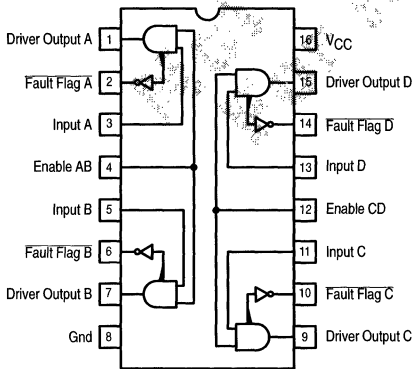 Driver Output A 1
Fault Flag A 2
Input A 3
Enable AB 4
Input B 5
Fault Flag B 6
Driver Output B 7
Gnd 8
16 VCC
15 Driver Output D
14 Fault Flag D
13 Input D
12 Enable CD
11 Input C
10 Fault Flag C
9 Driver Output C